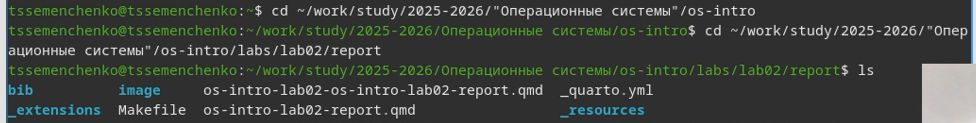 tssemenchenko@tssemenchenko:~$ cd ~/work/study/2025-2026/"Операционные системы"/os-intro
tssemenchenko@tssemenchenko:~/work/study/2025-2026/Операционные системы/os-intro$ cd ~/work/study/2025-2026/"Опер
ационные системы"/os-intro/labs/lab02/report
tssemenchenko@tssemenchenko:~/work/study/2025-2026/Операционные системы/os-intro/labs/lab02/report$ ls
bib image os-intro-lab02-os-intro-lab02-report.qmd _quarto.yml
_extensions Makefile os-intro-lab02-report.qmd _resources